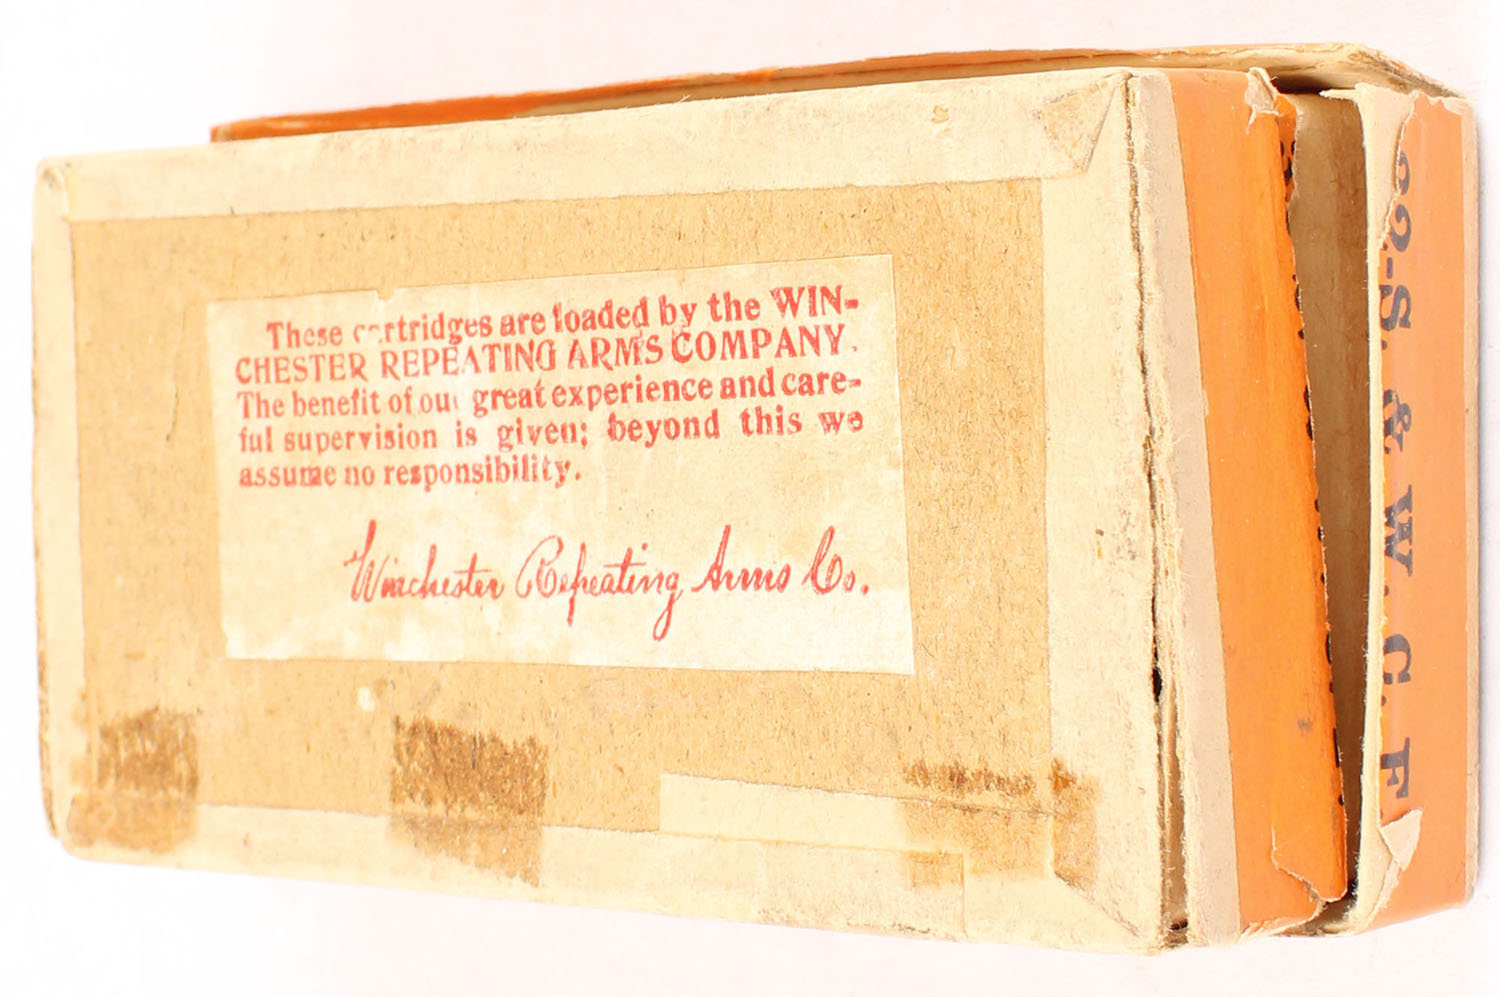 These cartridges are loaded by the WIN-
CHESTER REPEATING ARMS COMPANY.
The benefit of our great experience and care-
ful supervision is given; beyond this we
assume no responsibility.
Winchester Repeating Arms Co.
32-S. & W. C. F